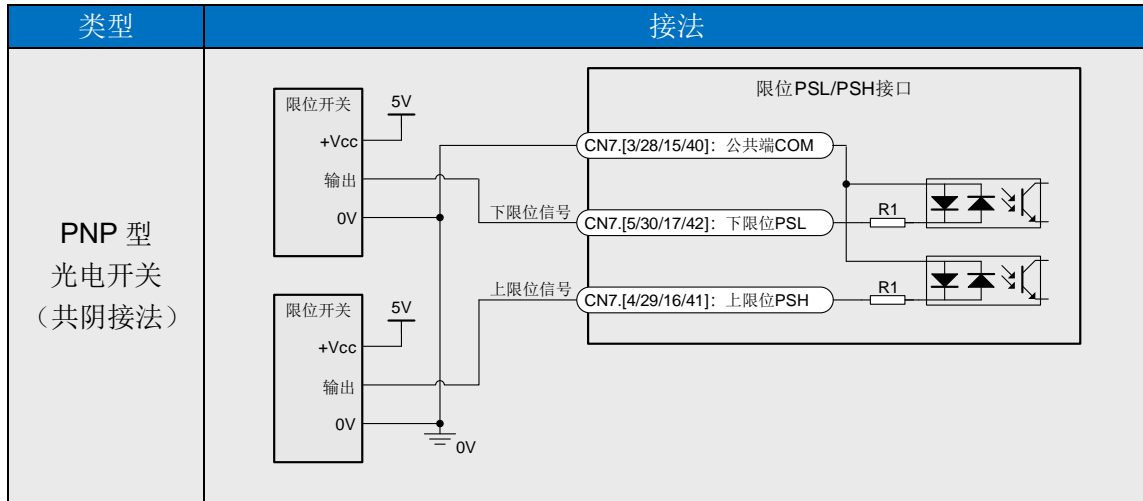 类型
接法
PNP 型
光电开关
（共阴接法）
限位开关
5V
+Vcc
输出
0V
限位开关
5V
+Vcc
输出
0V
0V
下限位信号
上限位信号
限位PSL/PSH接口
CN7.[3/28/15/40]：公共端COM
CN7.[5/30/17/42]：下限位PSL
R1
CN7.[4/29/16/41]：上限位PSH
R1